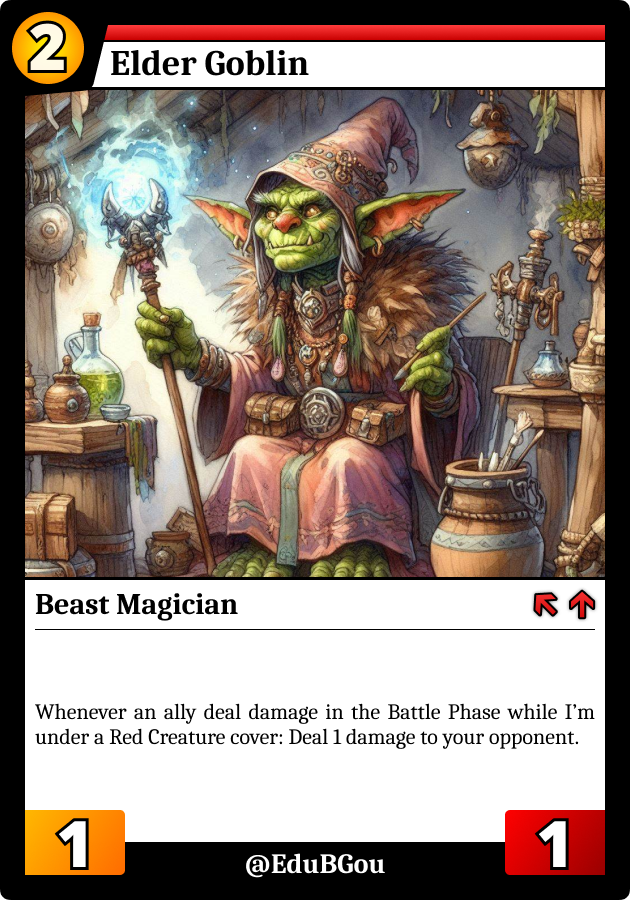 2
Elder Goblin
Beast Magician
Whenever an ally deal damage in the Battle Phase while I’m
under a Red Creature cover: Deal 1 damage to your opponent.
1
@EduBGou
1